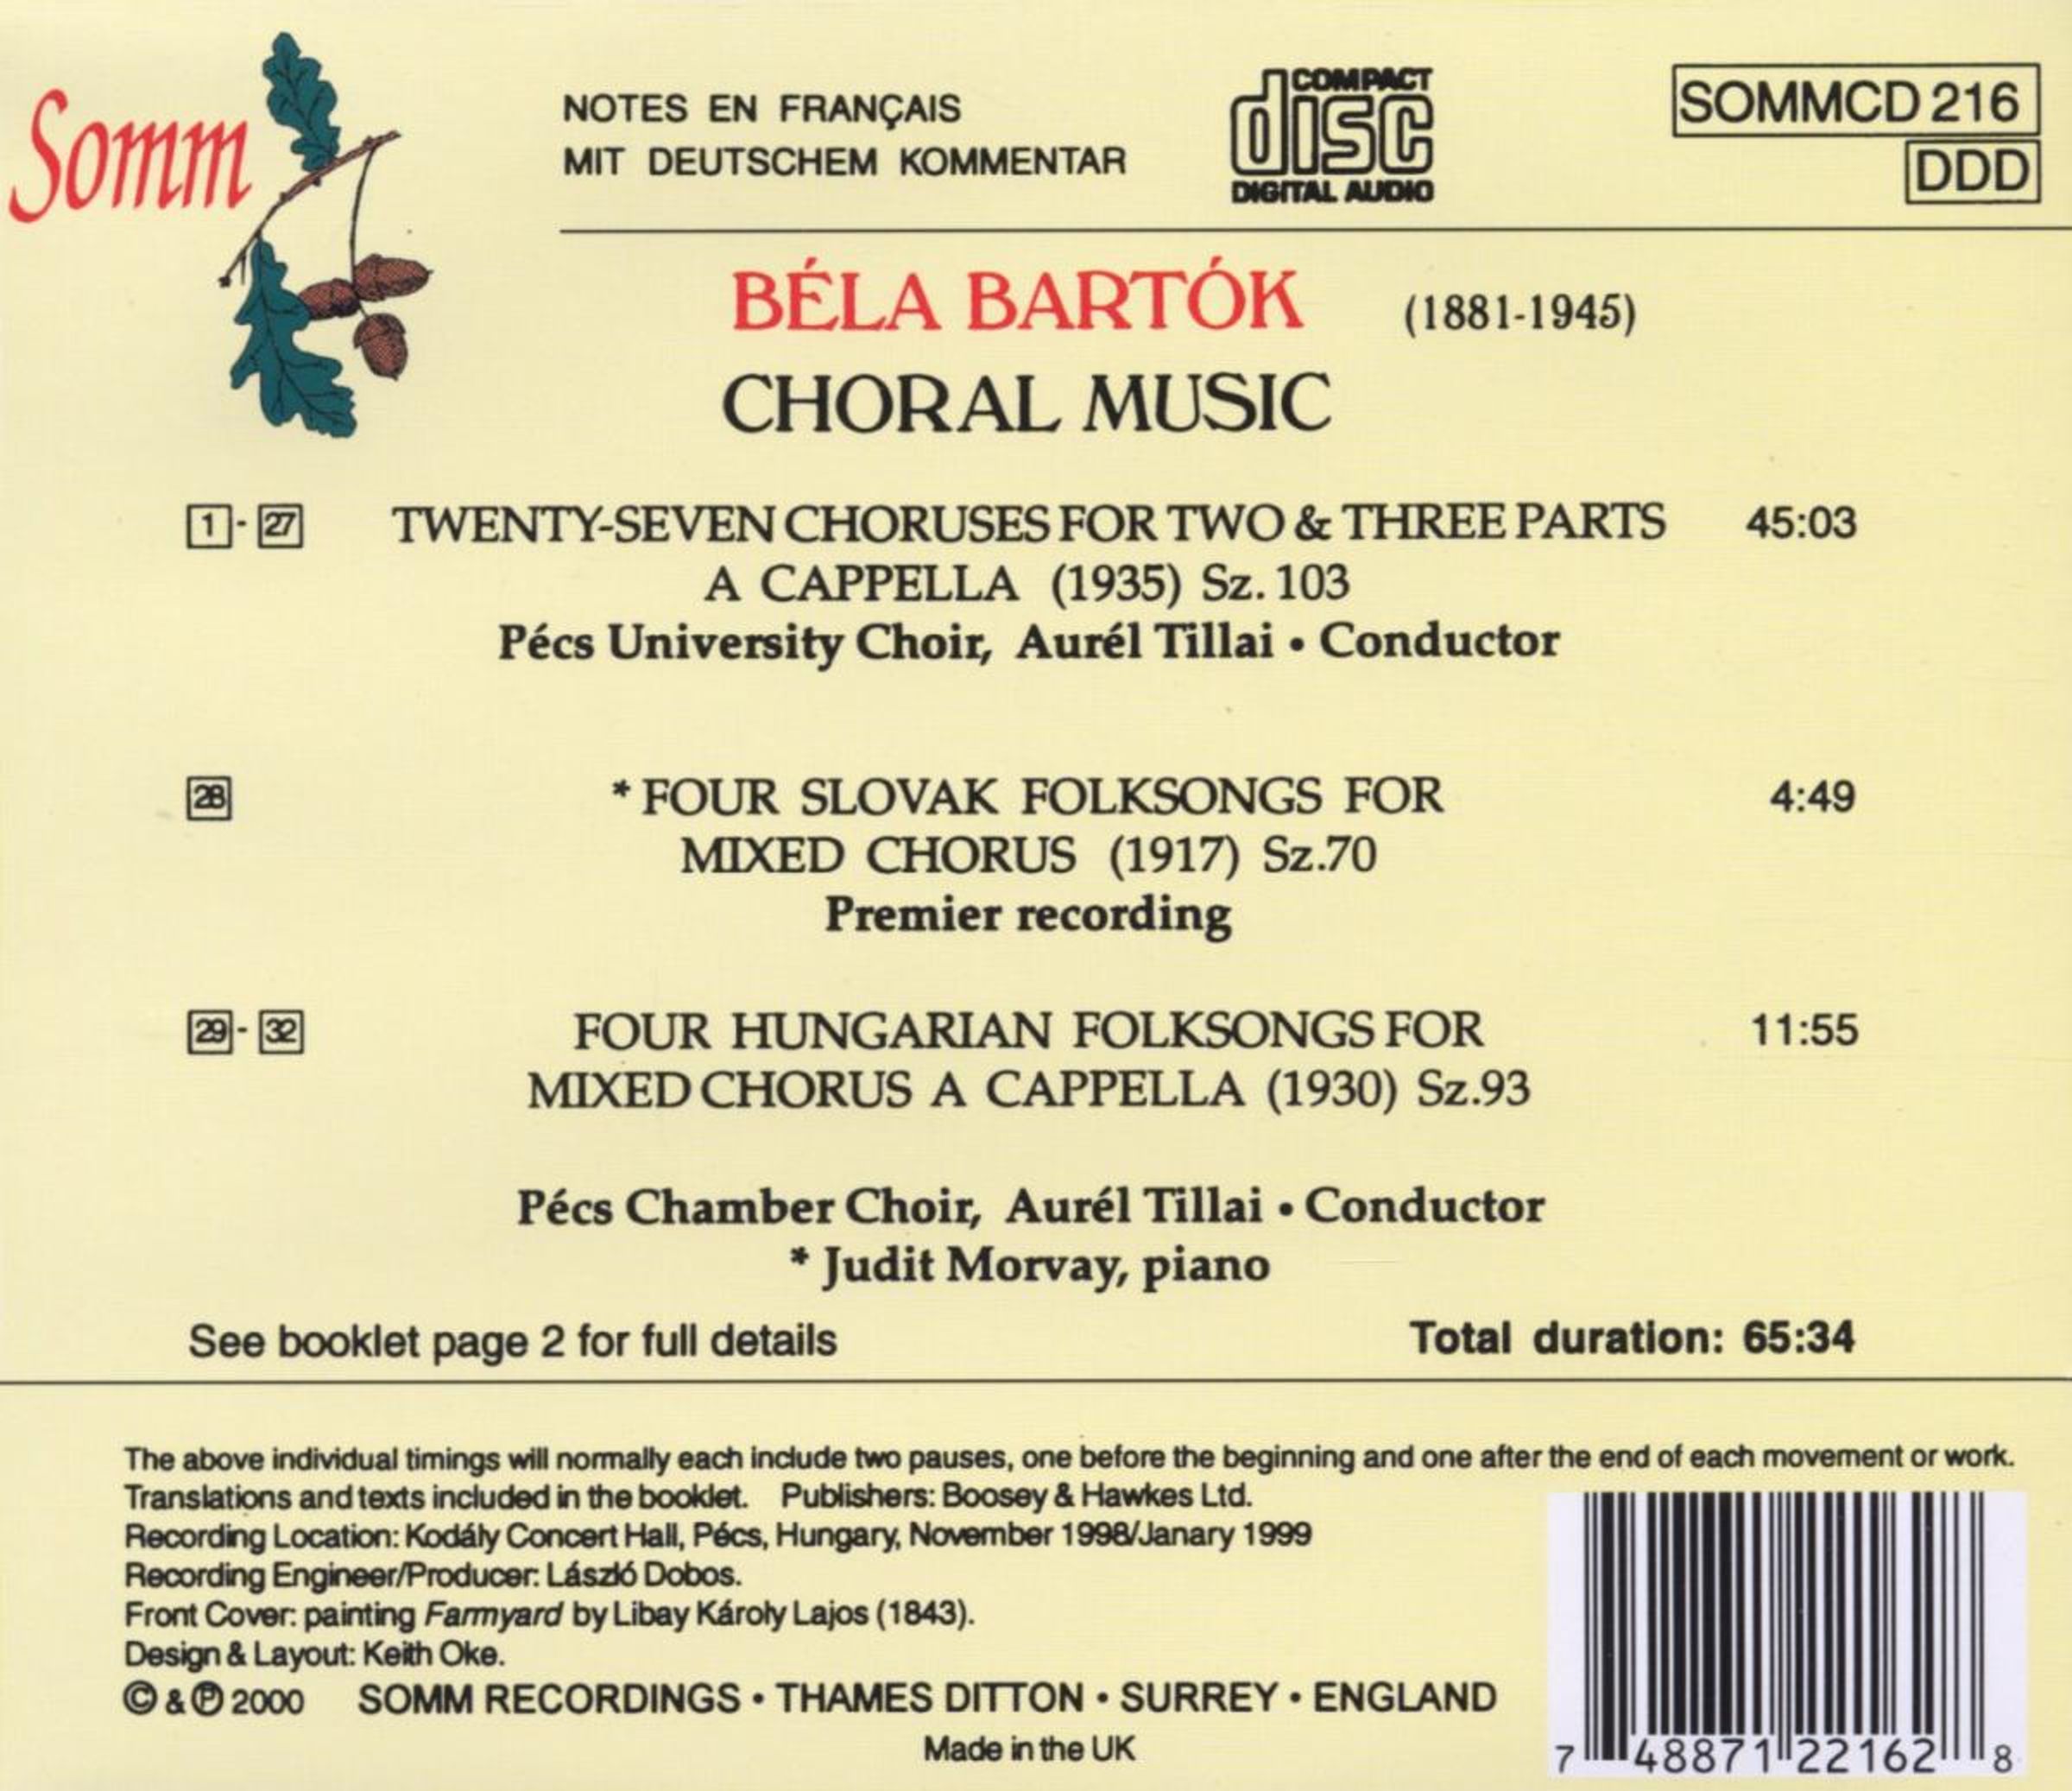 Somm
NOTES EN FRANÇAIS
MIT DEUTSCHEM KOMMENTAR
COMPACT
disc
DIGITAL AUDIO
SOMMCD 216
DDD
BÉLA BARTÓK (1881-1945)
CHORAL MUSIC
1 - 27 TWENTY-SEVEN CHORUSES FOR TWO & THREE PARTS 45:03
A CAPPELLA (1935) Sz. 103
Pécs University Choir, Aurél Tillai • Conductor
28 * FOUR SLOVAK FOLKSONGS FOR 4:49
MIXED CHORUS (1917) Sz.70
Premier recording
29 - 32 FOUR HUNGARIAN FOLKSONGS FOR 11:55
MIXED CHORUS A CAPPELLA (1930) Sz.93
Pécs Chamber Choir, Aurél Tillai • Conductor
* Judit Morvay, piano
See booklet page 2 for full details Total duration: 65:34
The above individual timings will normally each include two pauses, one before the beginning and one after the end of each movement or work.
Translations and texts included in the booklet. Publishers: Boosey & Hawkes Ltd.
Recording Location: Kodály Concert Hall, Pécs, Hungary, November 1998/Janary 1999
Recording Engineer/Producer: László Dobos.
Front Cover: painting Farmyard by Libay Károly Lajos (1843).
Design & Layout: Keith Oke.
© & ℗ 2000 SOMM RECORDINGS • THAMES DITTON • SURREY • ENGLAND
Made in the UK
7 48871 22162 8